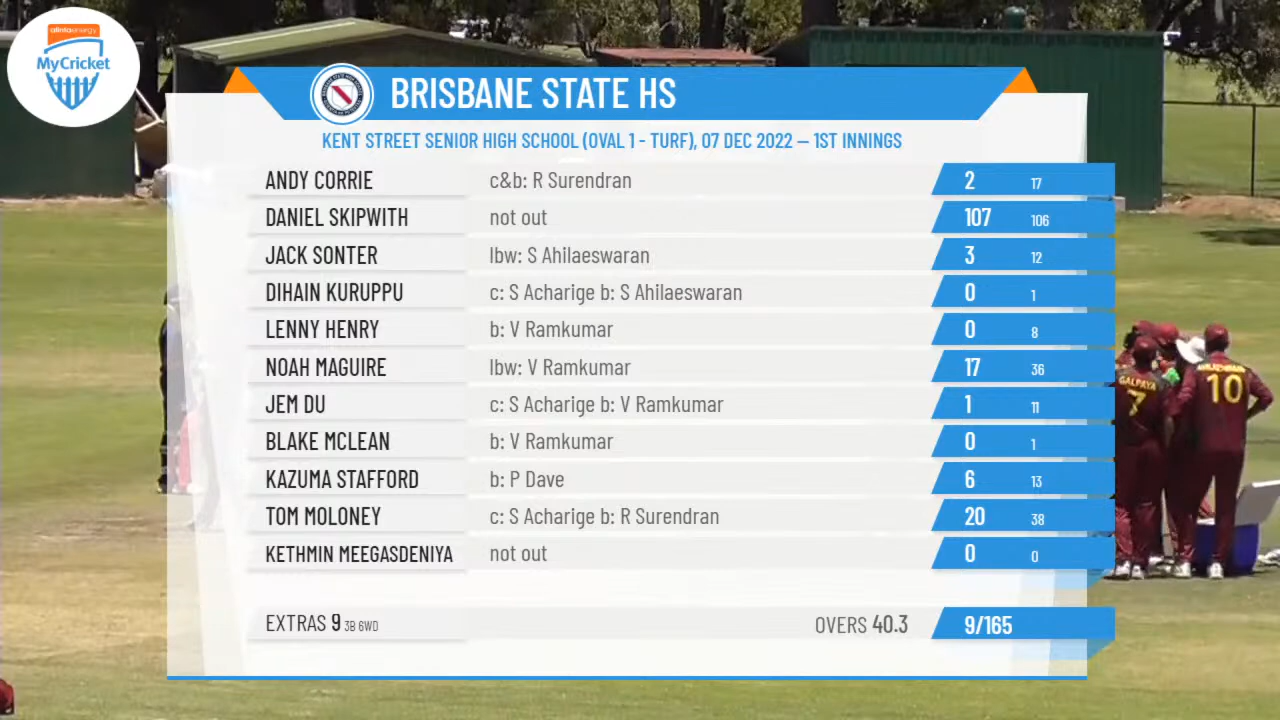 alintaenergy
MyCricket
BRISBANE STATE HS
KENT STREET SENIOR HIGH SCHOOL (OVAL 1 - TURF), 07 DEC 2022 – 1ST INNINGS
ANDY CORRIE c&b: R Surendran 2 17
DANIEL SKIPWITH not out 107 106
JACK SONTER lbw: S Ahilaeswaran 3 12
DIHAIN KURUPPU c: S Acharige b: S Ahilaeswaran 0 1
LENNY HENRY b: V Ramkumar 0 8
NOAH MAGUIRE lbw: V Ramkumar 17 36
JEM DU c: S Acharige b: V Ramkumar 1 11
BLAKE MCLEAN b: V Ramkumar 0 1
KAZUMA STAFFORD b: P Dave 6 13
TOM MOLONEY c: S Acharige b: R Surendran 20 38
KETHMIN MEEGASDENIYA not out 0 0
EXTRAS 9 3B 6WD OVERS 40.3 9/165
GALPAYA
7
10